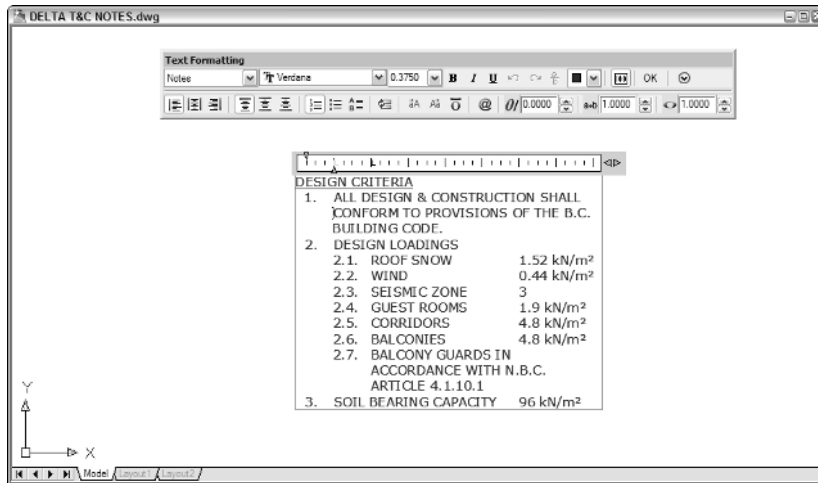 DELTA T&C NOTES.dwg
Text Formatting
Notes Verdana 0.3750 B I U OK
@ 0/ 0.0000 a+b 1.0000 1.0000
DESIGN CRITERIA
1. ALL DESIGN & CONSTRUCTION SHALL
CONFORM TO PROVISIONS OF THE B.C.
BUILDING CODE.
2. DESIGN LOADINGS
2.1. ROOF SNOW 1.52 kN/m²
2.2. WIND 0.44 kN/m²
2.3. SEISMIC ZONE 3
2.4. GUEST ROOMS 1.9 kN/m²
2.5. CORRIDORS 4.8 kN/m²
2.6. BALCONIES 4.8 kN/m²
2.7. BALCONY GUARDS IN
ACCORDANCE WITH N.B.C.
ARTICLE 4.1.10.1
3. SOIL BEARING CAPACITY 96 kN/m²
Y
X
Model Layout1 Layout2